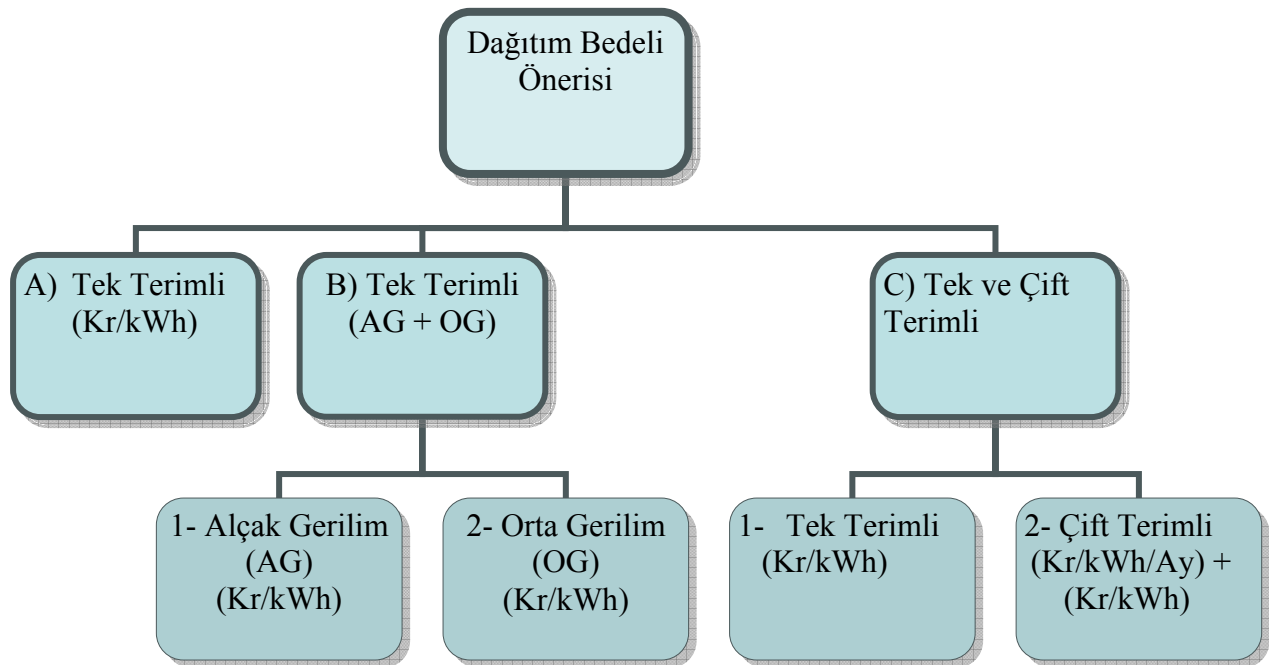 Dağıtım Bedeli
Önerisi
A) Tek Terimli
(Kr/kWh)
B) Tek Terimli
(AG + OG)
C) Tek ve Çift
Terimli
1- Alçak Gerilim
(AG)
(Kr/kWh)
2- Orta Gerilim
(OG)
(Kr/kWh)
1- Tek Terimli
(Kr/kWh)
2- Çift Terimli
(Kr/kWh/Ay) +
(Kr/kWh)